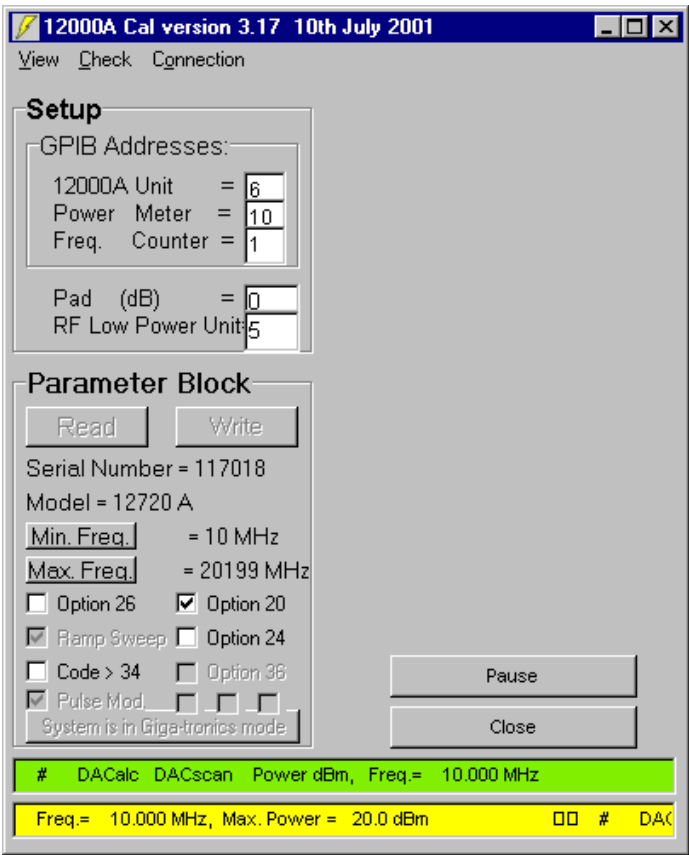 12000A Cal version 3.17 10th July 2001
View Check Connection
Setup
GPIB Addresses:
12000A Unit = 6
Power Meter = 10
Freq. Counter = 1
Pad (dB) = 0
RF Low Power Unit: 5
Parameter Block
Read Write
Serial Number = 117018
Model = 12720 A
Min. Freq. = 10 MHz
Max. Freq. = 20199 MHz
Option 26 Option 20
Ramp Sweep Option 24
Code > 34 Option 36
Pulse Mod.
System is in Giga-tronics mode
Pause
Close
# DACalc DACscan Power dBm, Freq.= 10.000 MHz
Freq.= 10.000 MHz, Max. Power = 20.0 dBm # DAC